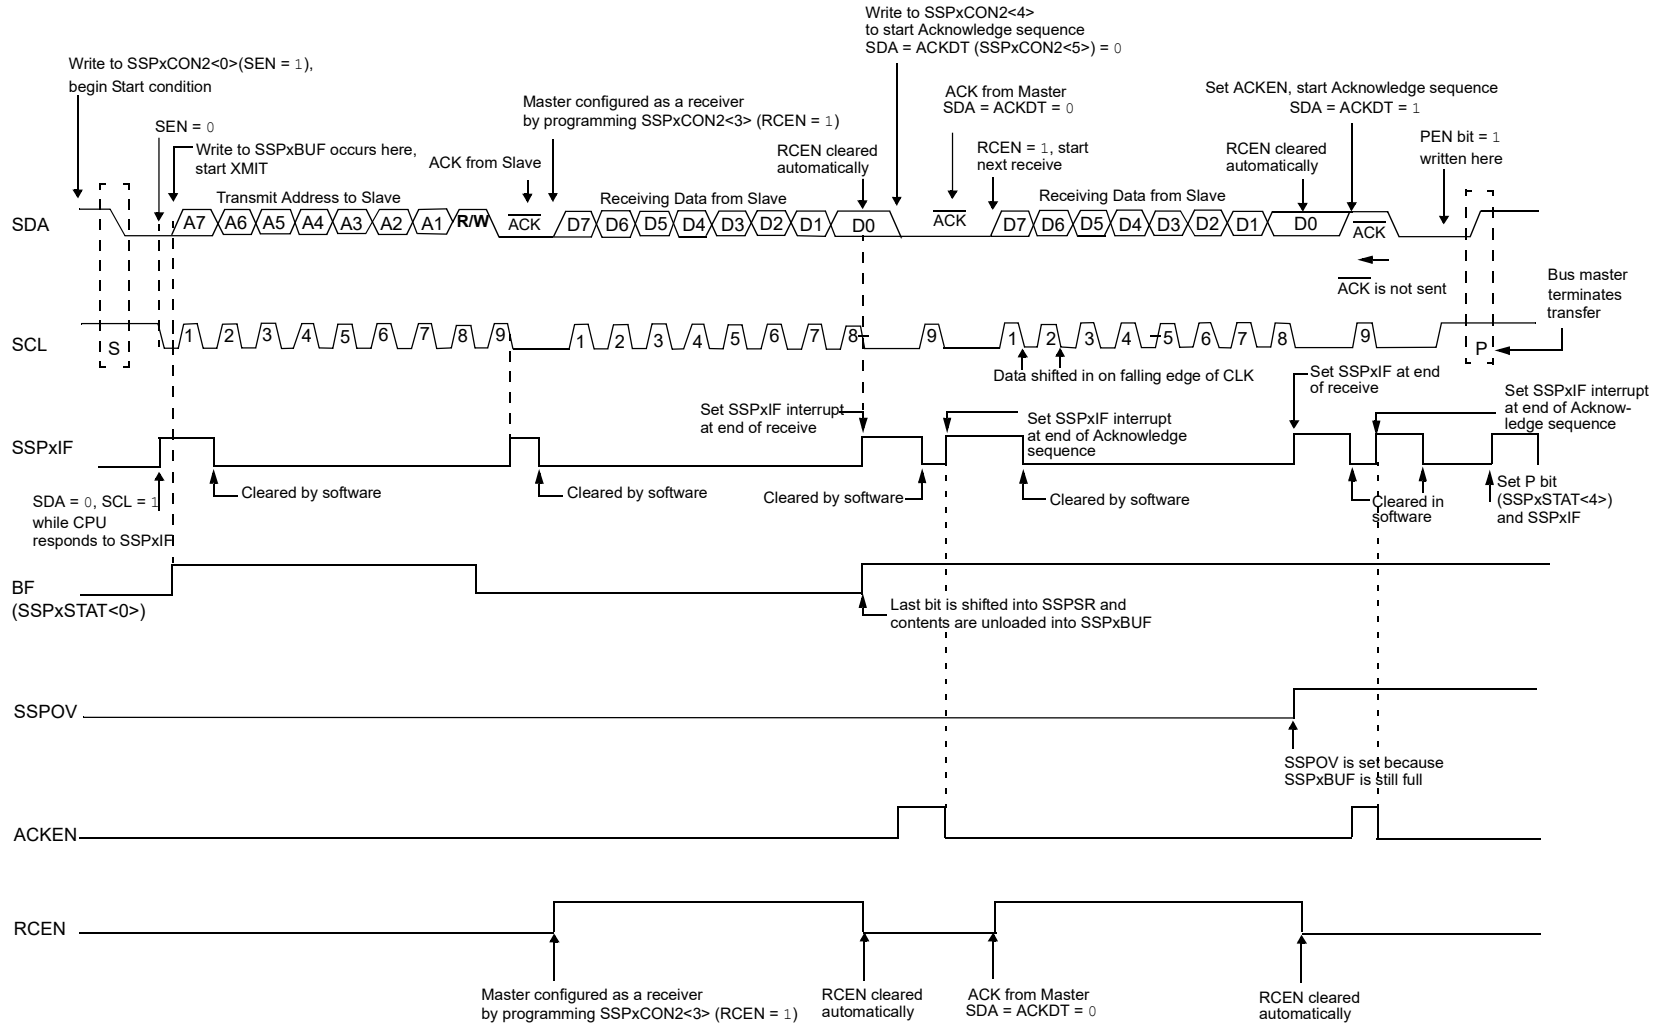 Write to SSPxCON2<4>
to start Acknowledge sequence
SDA = ACKDT (SSPxCON2<5>) = 0
Write to SSPxCON2<0>(SEN = 1),
begin Start condition
SEN = 0
Write to SSPxBUF occurs here,
start XMIT
ACK from Slave
Master configured as a receiver
by programming SSPxCON2<3> (RCEN = 1)
RCEN cleared
automatically
ACK from Master
SDA = ACKDT = 0
RCEN = 1, start
next receive
Set ACKEN, start Acknowledge sequence
SDA = ACKDT = 1
RCEN cleared
automatically
PEN bit = 1
written here
Transmit Address to Slave
Receiving Data from Slave
Receiving Data from Slave
SDA
A7 A6 A5 A4 A3 A2 A1 R/W ACK D7 D6 D5 D4 D3 D2 D1 D0 ACK D7 D6 D5 D4 D3 D2 D1 D0 ACK
ACK is not sent
Bus master
terminates
transfer
SCL
S 1 2 3 4 5 6 7 8 9 1 2 3 4 5 6 7 8 9 1 2 3 4 5 6 7 8 9 P
Data shifted in on falling edge of CLK
Set SSPxIF at end
of receive
Set SSPxIF interrupt
at end of Acknow-
ledge sequence
Set SSPxIF interrupt
at end of receive
Set SSPxIF interrupt
at end of Acknowledge
sequence
SSPxIF
Cleared by software
Cleared by software
Cleared by software
Cleared by software
Cleared in
software
Set P bit
(SSPxSTAT<4>)
and SSPxIF
SDA = 0, SCL = 1
while CPU
responds to SSPxIF
BF
(SSPxSTAT<0>)
Last bit is shifted into SSPSR and
contents are unloaded into SSPxBUF
SSPOV
SSPOV is set because
SSPxBUF is still full
ACKEN
RCEN
Master configured as a receiver
by programming SSPxCON2<3> (RCEN = 1)
RCEN cleared
automatically
ACK from Master
SDA = ACKDT = 0
RCEN cleared
automatically